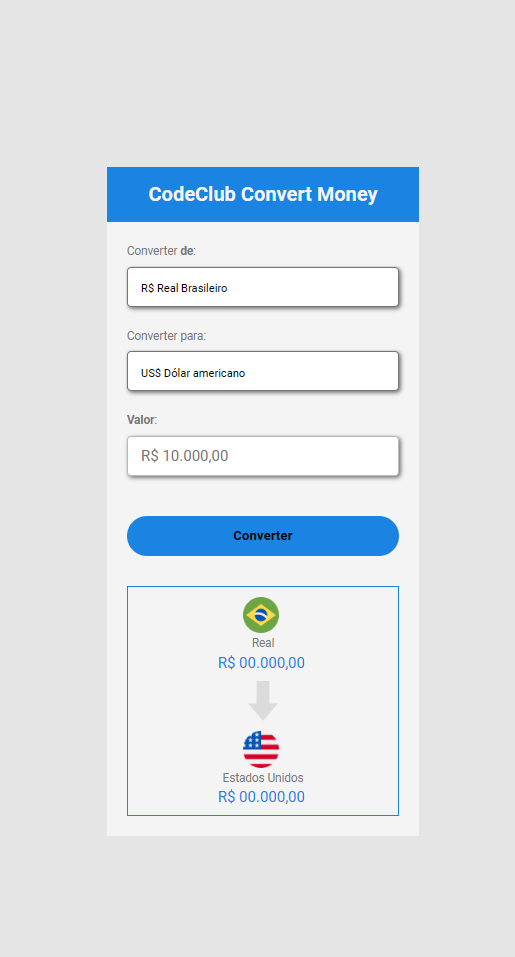 CodeClub Convert Money
Converter de:
R$ Real Brasileiro
Converter para:
US$ Dólar americano
Valor:
R$ 10.000,00
Converter
Real
R$ 00.000,00
Estados Unidos
R$ 00.000,00